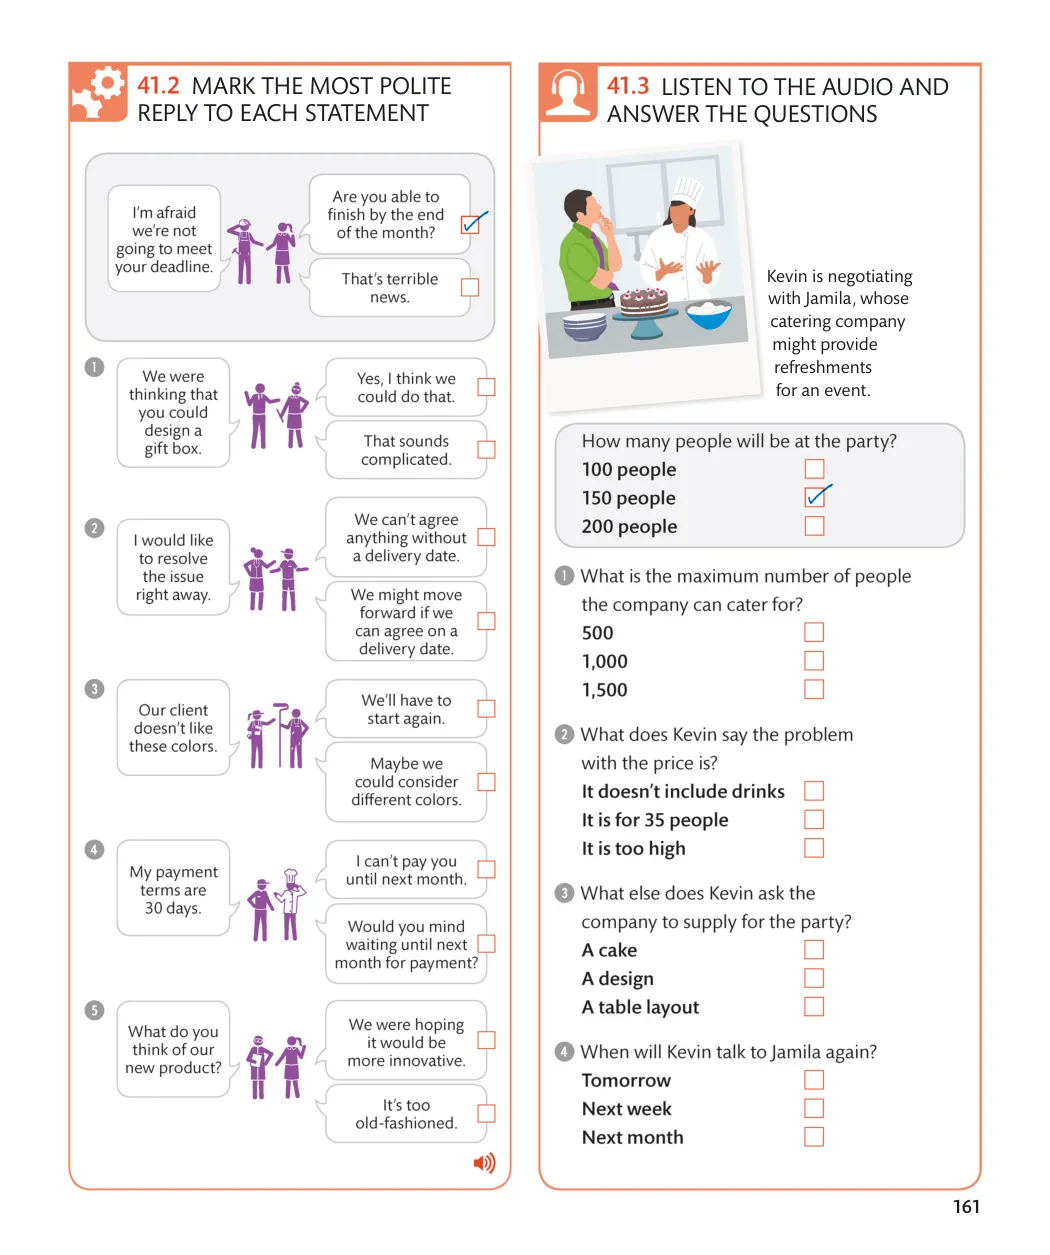 41.2 MARK THE MOST POLITE
REPLY TO EACH STATEMENT
I'm afraid
we're not
going to meet
your deadline.
Are you able to
finish by the end
of the month?
That's terrible
news.
1
We were
thinking that
you could
design a
gift box.
Yes, I think we
could do that.
That sounds
complicated.
2
I would like
to resolve
the issue
right away.
We can't agree
anything without
a delivery date.
We might move
forward if we
can agree on a
delivery date.
3
Our client
doesn't like
these colors.
We'll have to
start again.
Maybe we
could consider
different colors.
4
My payment
terms are
30 days.
I can't pay you
until next month.
Would you mind
waiting until next
month for payment?
5
What do you
think of our
new product?
We were hoping
it would be
more innovative.
It's too
old-fashioned.
41.3 LISTEN TO THE AUDIO AND
ANSWER THE QUESTIONS
Kevin is negotiating
with Jamila, whose
catering company
might provide
refreshments
for an event.
How many people will be at the party?
100 people
150 people
200 people
1 What is the maximum number of people
the company can cater for?
500
1,000
1,500
2 What does Kevin say the problem
with the price is?
It doesn't include drinks
It is for 35 people
It is too high
3 What else does Kevin ask the
company to supply for the party?
A cake
A design
A table layout
4 When will Kevin talk to Jamila again?
Tomorrow
Next week
Next month
161